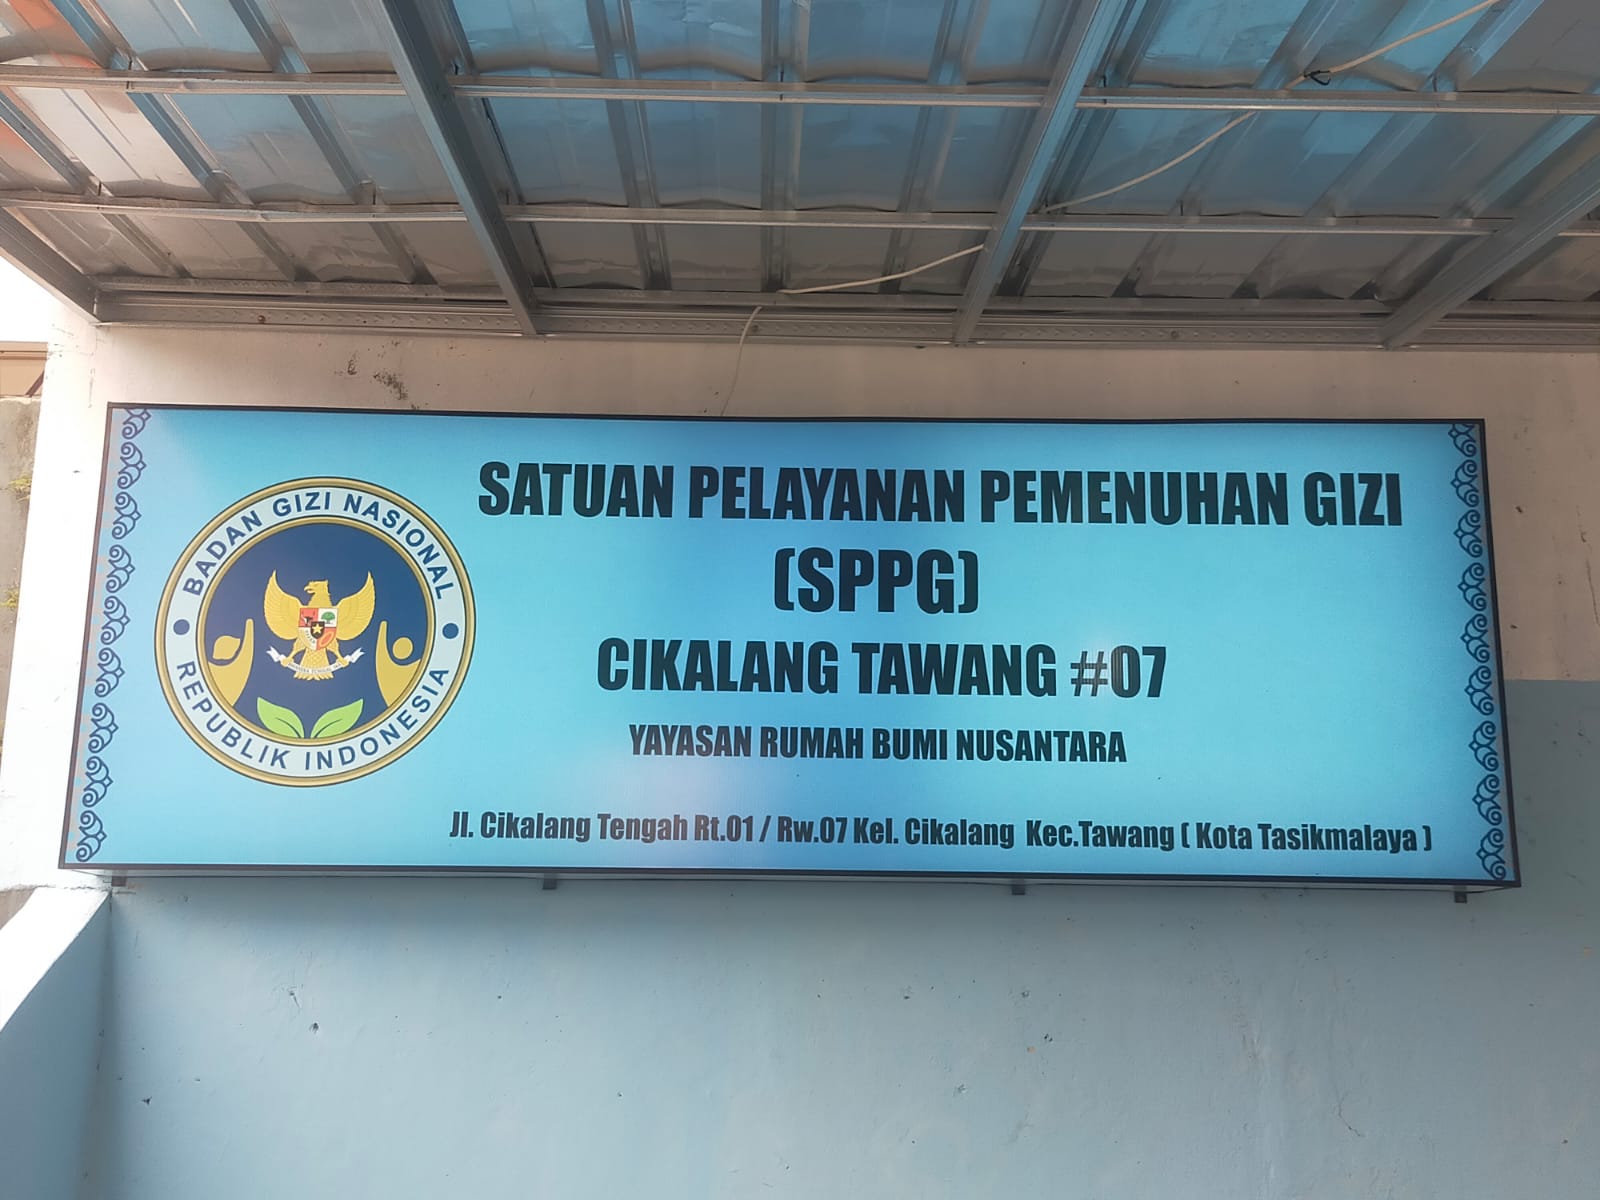 BADAN GIZI NASIONAL
REPUBLIK INDONESIA
SATUAN PELAYANAN PEMENUHAN GIZI
(SPPG)
CIKALANG TAWANG #07
YAYASAN RUMAH BUMI NUSANTARA
Jl. Cikalang Tengah Rt.01 / Rw.07 Kel. Cikalang Kec.Tawang ( Kota Tasikmalaya )